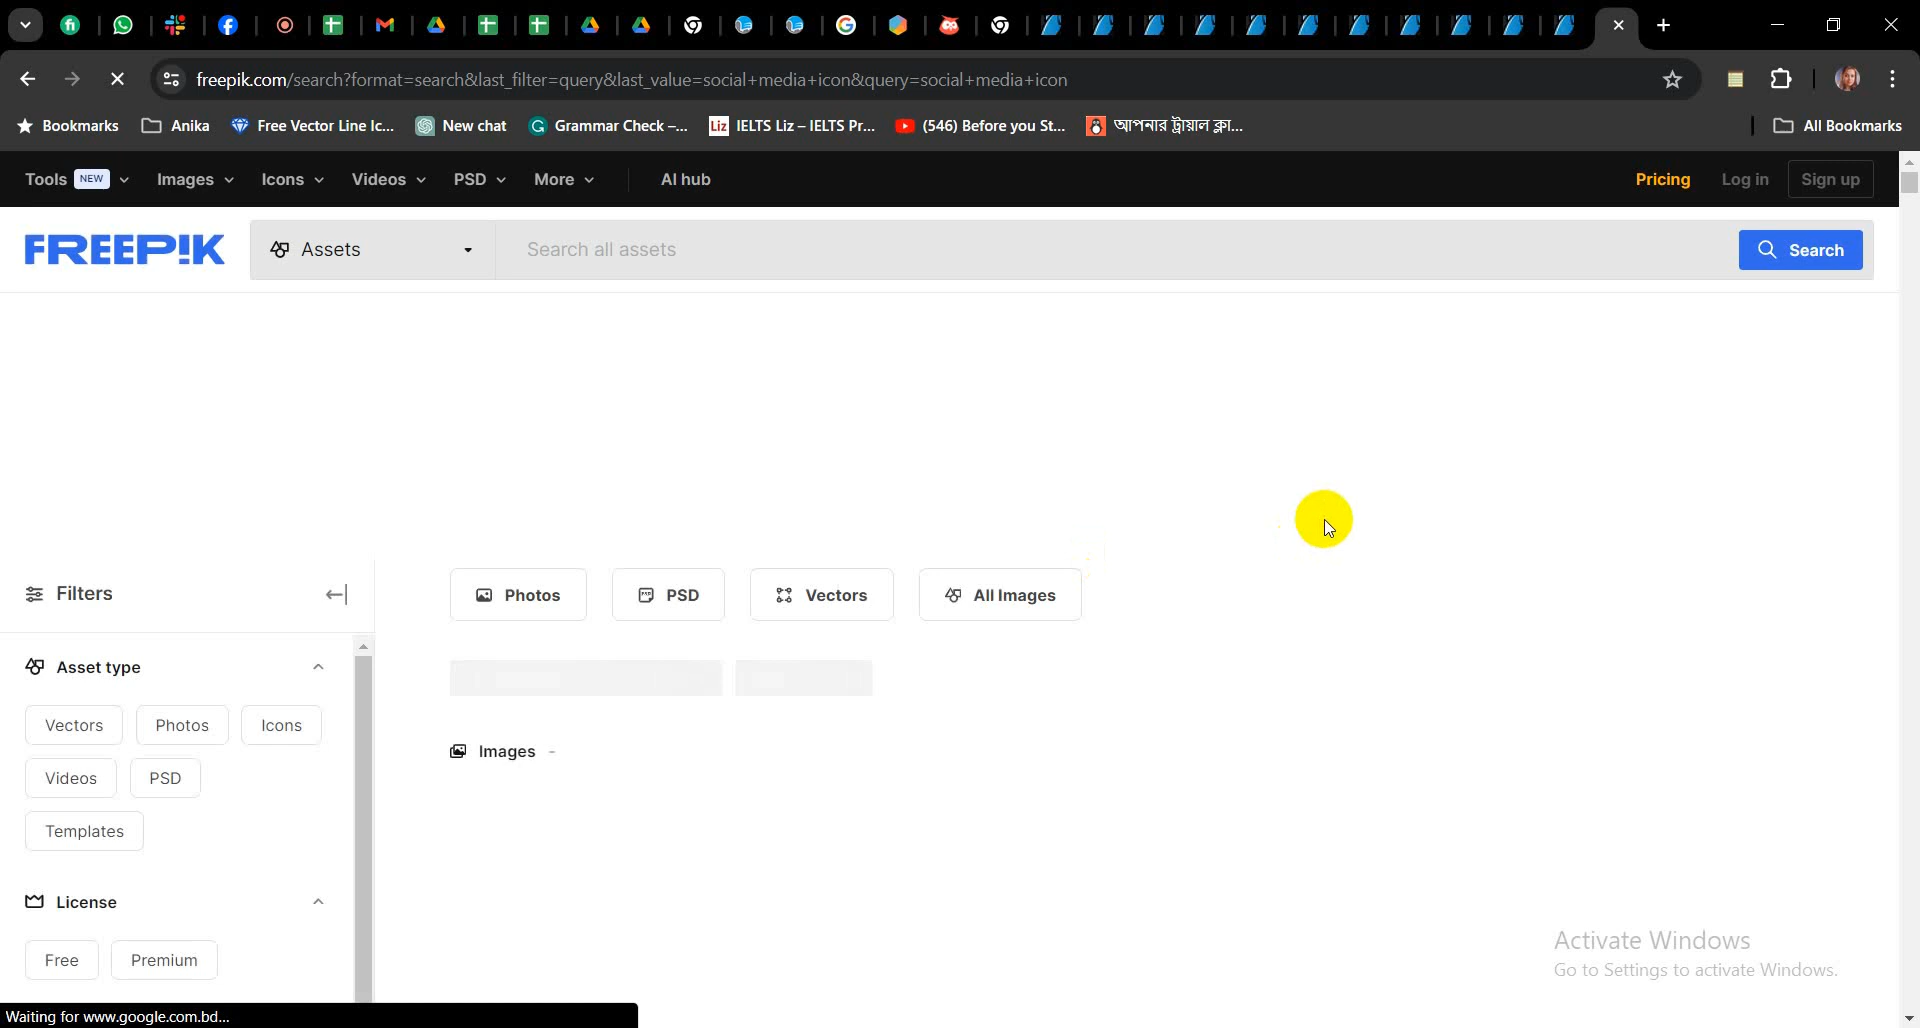 freepik.com/search?format=search&last_filter=query&last_value=social+media+icon&query=social+media+icon
Bookmarks Anika Free Vector Line Ic... New chat Grammar Check –... Liz IELTS Liz – IELTS Pr... (546) Before you St... আপনার ট্রায়াল ক্লা... All Bookmarks
Tools NEW Images Icons Videos PSD More AI hub Pricing Log in Sign up
FREEP!K Assets Search all assets Search
Filters Photos PSD Vectors All Images
Asset type
Vectors Photos Icons
Images -
Videos PSD
Templates
License
Activate Windows
Free Premium
Go to Settings to activate Windows.
Waiting for www.google.com.bd...